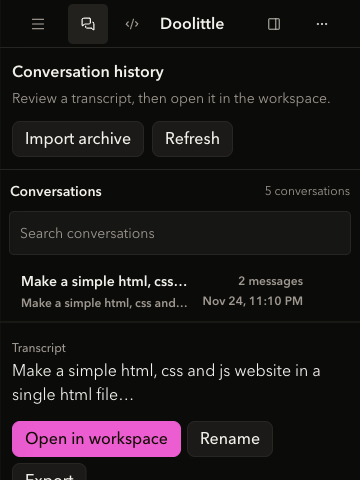 Doolittle
Conversation history
Review a transcript, then open it in the workspace.
Import archive
Refresh
Conversations
5 conversations
Search conversations
Make a simple html, css…
2 messages
Make a simple html, css and…
Nov 24, 11:10 PM
Transcript
Make a simple html, css and js website in a
single html file…
Open in workspace
Rename
Export